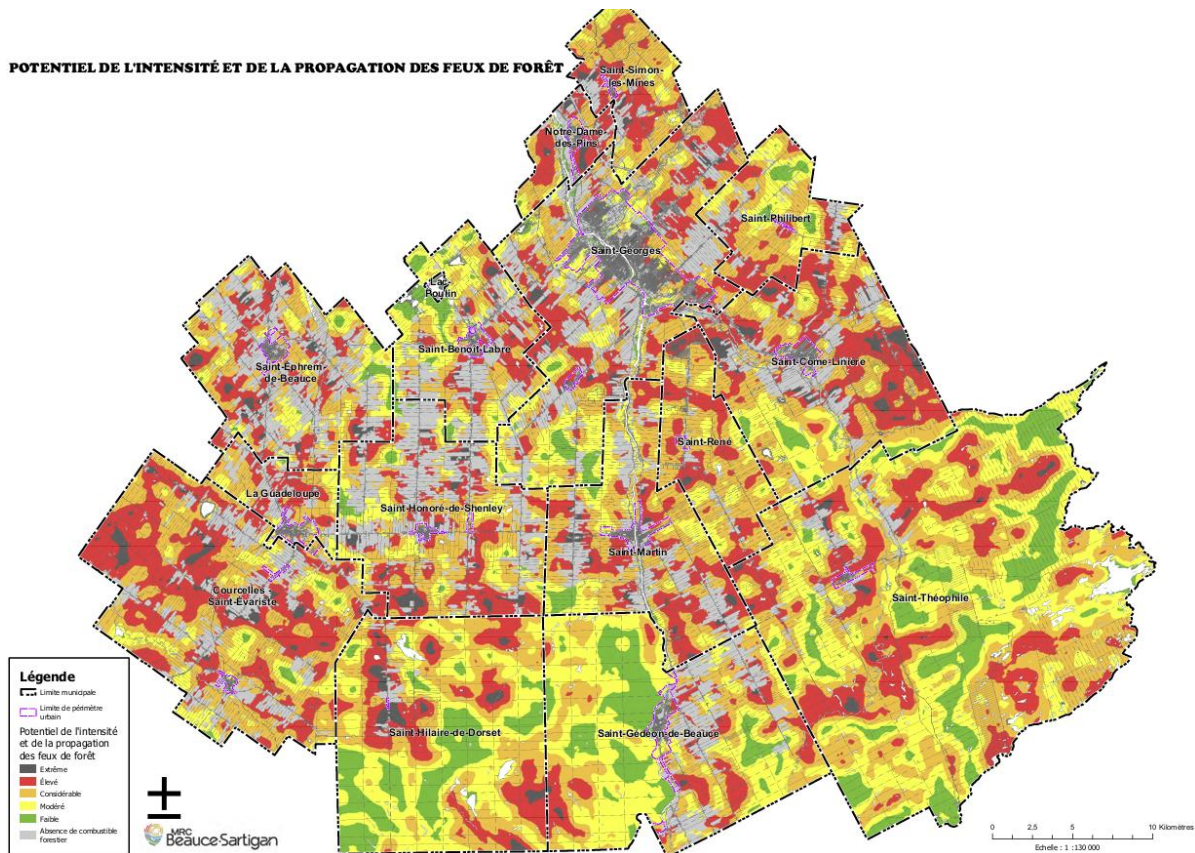 POTENTIEL DE L'INTENSITÉ ET DE LA PROPAGATION DES FEUX DE FORÊT
Saint-Simon-
les-Mines
Notre-Dame-
des-Pins
Saint-Philibert
Saint-Georges
Lac-
Poulin
Saint-Benoît-Labre
Saint-Côme-Linière
Saint-Éphrem-
de-Beauce
Saint-René
La Guadeloupe
Saint-Honoré-de-Shenley
Saint-Martin
Courcelles -
Saint-Évariste
Saint-Théophile
Saint-Hilaire-de-Dorset
Saint-Gédéon-de-Beauce
Légende
Limite municipale
Limite de périmètre
urbain
Potentiel de l'intensité
et de la propagation
des feux de forêt
Extrême
Élevé
Considérable
Modéré
Faible
Absence de combustible
forestier
MRC
Beauce-Sartigan
0 2,5 5 10 Kilomètres
Echelle : 1 :130 000